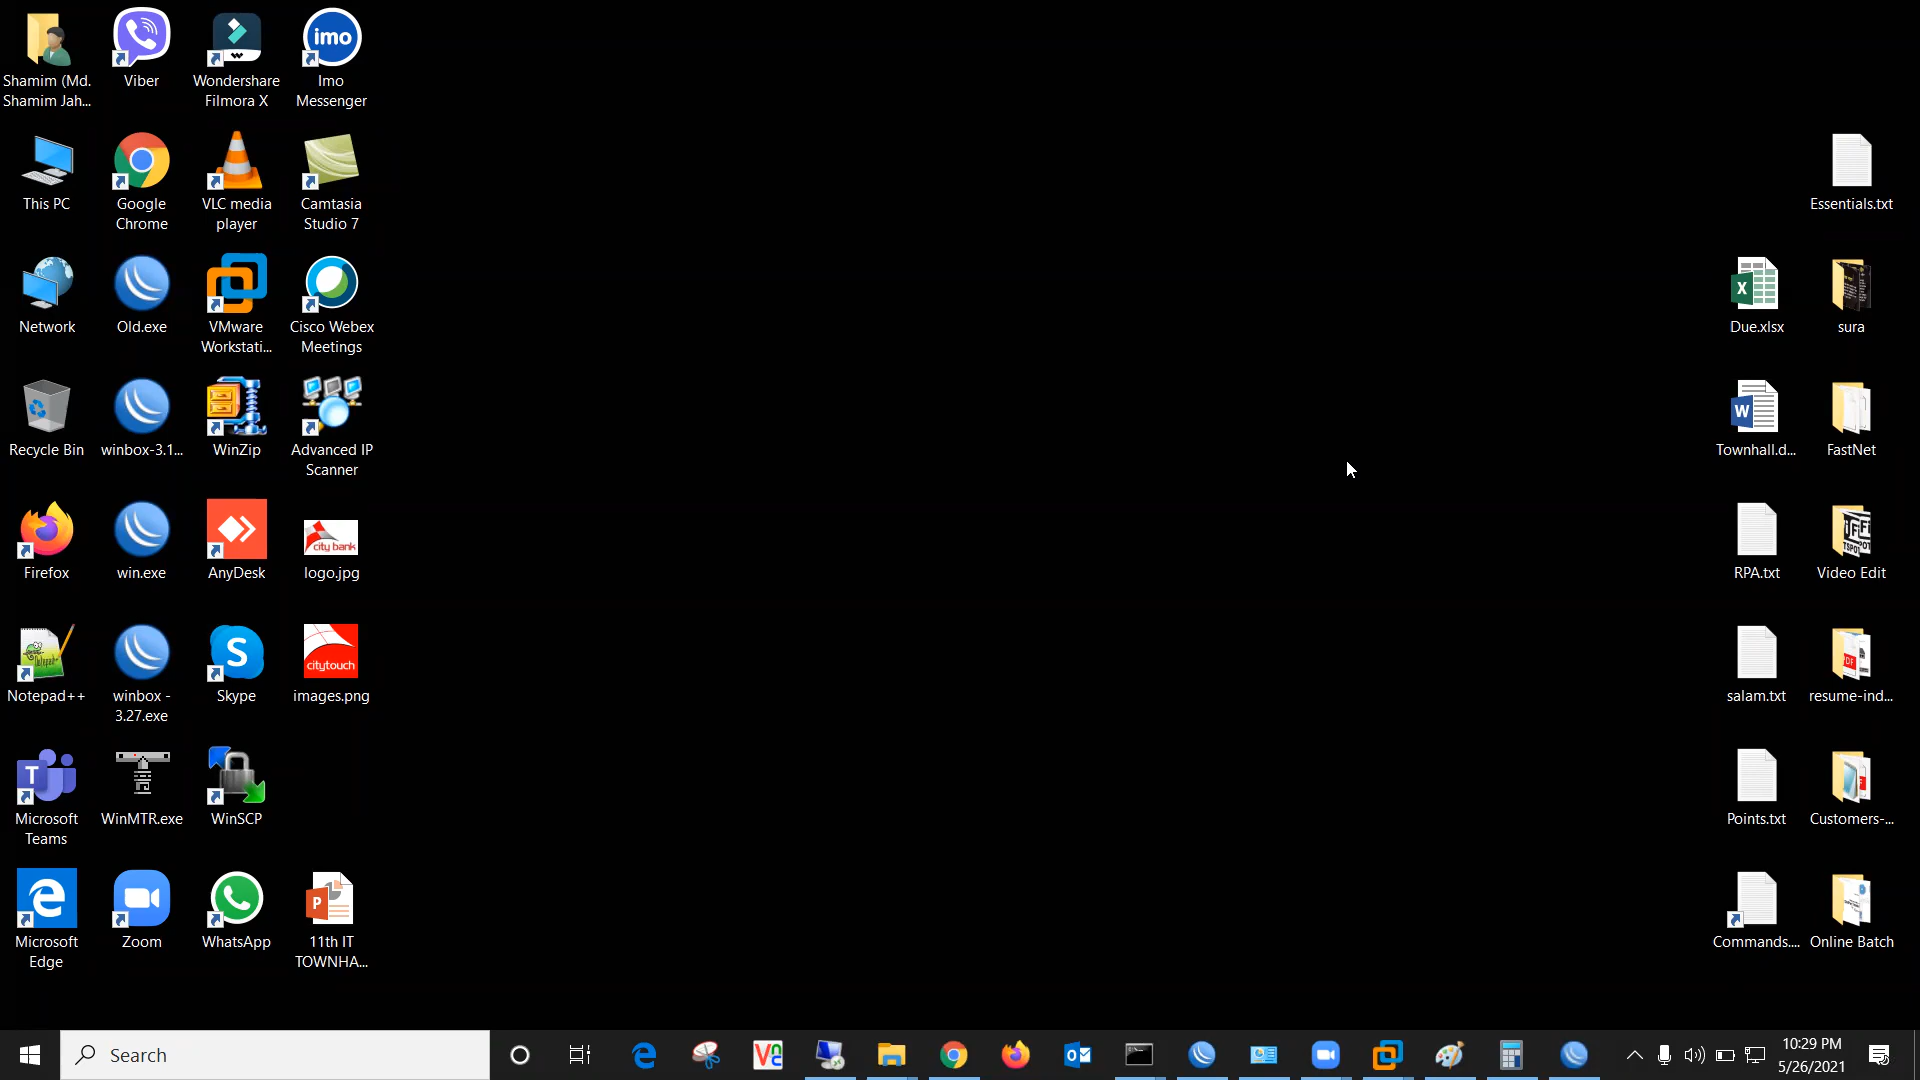 Shamim (Md.
Shamim Jah...
Viber
Wondershare
Filmora X
imo
Imo
Messenger
This PC
Google
Chrome
VLC media
player
Camtasia
Studio 7
Essentials.txt
Network
Old.exe
VMware
Workstati...
Cisco Webex
Meetings
Due.xlsx
sura
Recycle Bin
winbox-3.1...
WinZip
Advanced IP
Scanner
Townhall.d...
FastNet
Firefox
win.exe
AnyDesk
city bank
logo.jpg
RPA.txt
Video Edit
Notepad++
winbox -
3.27.exe
Skype
citytouch
images.png
salam.txt
resume-ind...
Microsoft
Teams
WinMTR.exe
WinSCP
Points.txt
Customers-...
Microsoft
Edge
Zoom
WhatsApp
11th IT
TOWNHA...
Commands....
Online Batch
Search
10:29 PM
5/26/2021